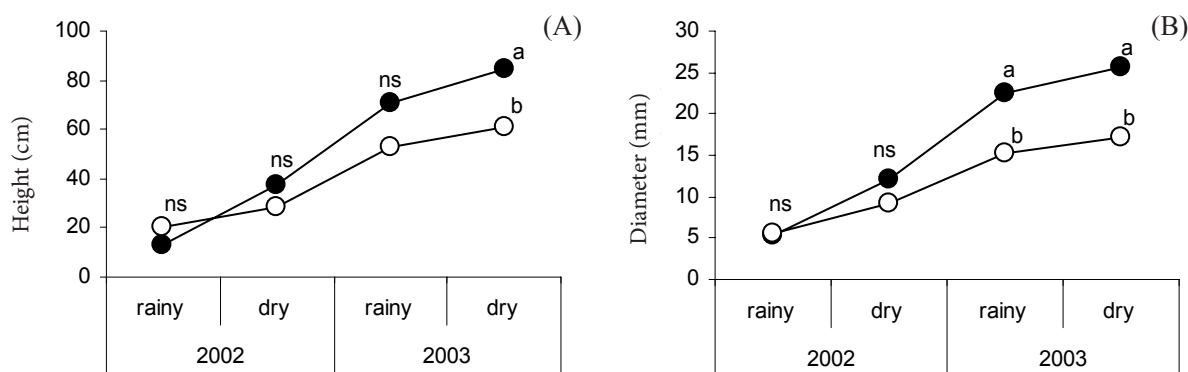 (A)
Height (cm)
100
80
60
40
20
0
ns
ns
ns
a
b
rainy
dry
rainy
dry
2002
2003
(B)
Diameter (mm)
30
25
20
15
10
5
0
ns
ns
a
b
a
b
rainy
dry
rainy
dry
2002
2003